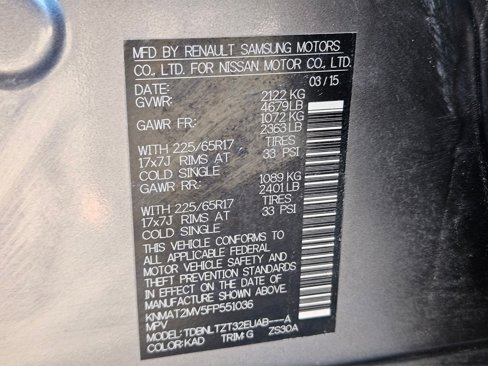 MFD BY RENAULT SAMSUNG MOTORS
CO., LTD. FOR NISSAN MOTOR CO., LTD.
DATE: 03/15
GVWR: 2122 KG
4679 LB
GAWR FR: 1072 KG
2363 LB
WITH 225/65R17 TIRES
17x7J RIMS AT 33 PSI
COLD SINGLE
GAWR RR: 1089 KG
2401 LB
WITH 225/65R17 TIRES
17x7J RIMS AT 33 PSI
COLD SINGLE
THIS VEHICLE CONFORMS TO
ALL APPLICABLE FEDERAL
MOTOR VEHICLE SAFETY AND
THEFT PREVENTION STANDARDS
IN EFFECT ON THE DATE OF
MANUFACTURE SHOWN ABOVE.
KNMAT2MV5FP551036
MPV
MODEL: TDBNLTZT32EUAB---A
COLOR: KAD TRIM: G ZS30A